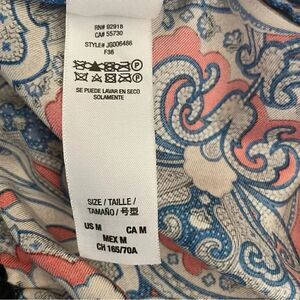 RN# 92918
CA# 55730
STYLE# JG006486
F36
SE PUEDE LAVAR EN SECO
SOLAMENTE
SIZE / TAILLE /
TAMAÑO / 号型
US M CA M
MEX M
CH 165/70A